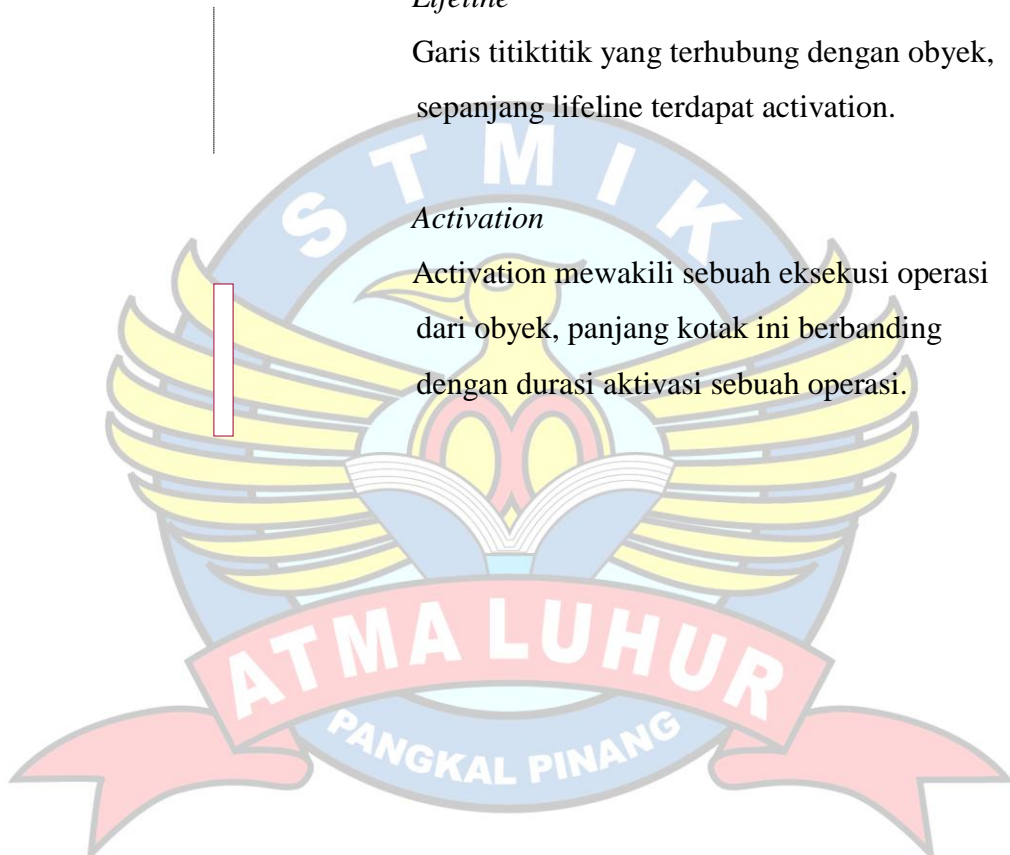 Lifeline
Garis titiktitik yang terhubung dengan obyek,
sepanjang lifeline terdapat activation.
STMIK
Activation
Activation mewakili sebuah eksekusi operasi
dari obyek, panjang kotak ini berbanding
dengan durasi aktivasi sebuah operasi.
ATMA LUHUR
PANGKAL PINANG